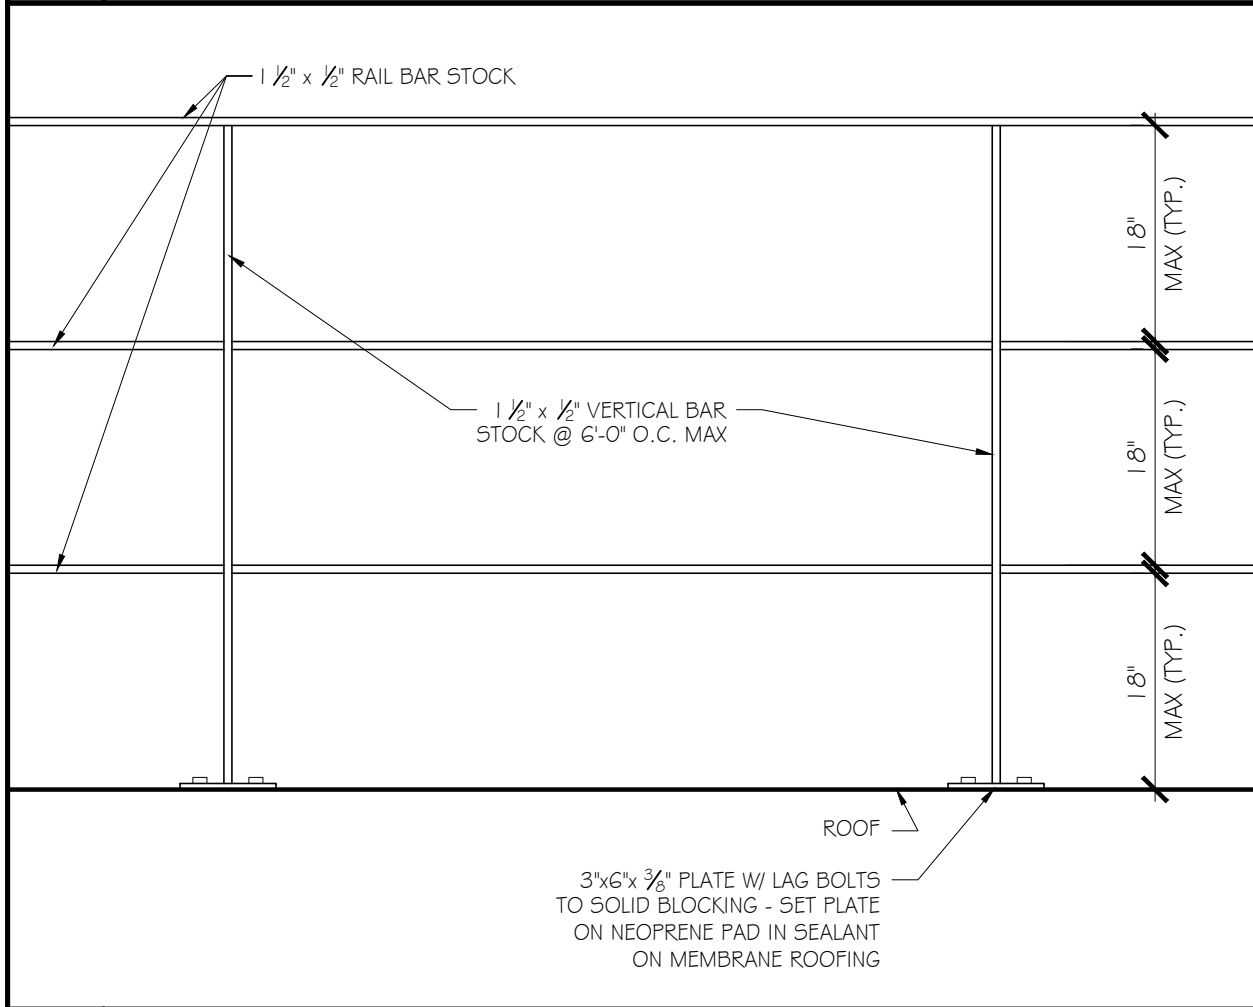 1 1/2" x 1/2" RAIL BAR STOCK
18"
MAX (TYP.)
1 1/2" x 1/2" VERTICAL BAR
STOCK @ 6'-0" O.C. MAX
18"
MAX (TYP.)
18"
MAX (TYP.)
ROOF
3"x6"x 3/8" PLATE W/ LAG BOLTS
TO SOLID BLOCKING - SET PLATE
ON NEOPRENE PAD IN SEALANT
ON MEMBRANE ROOFING